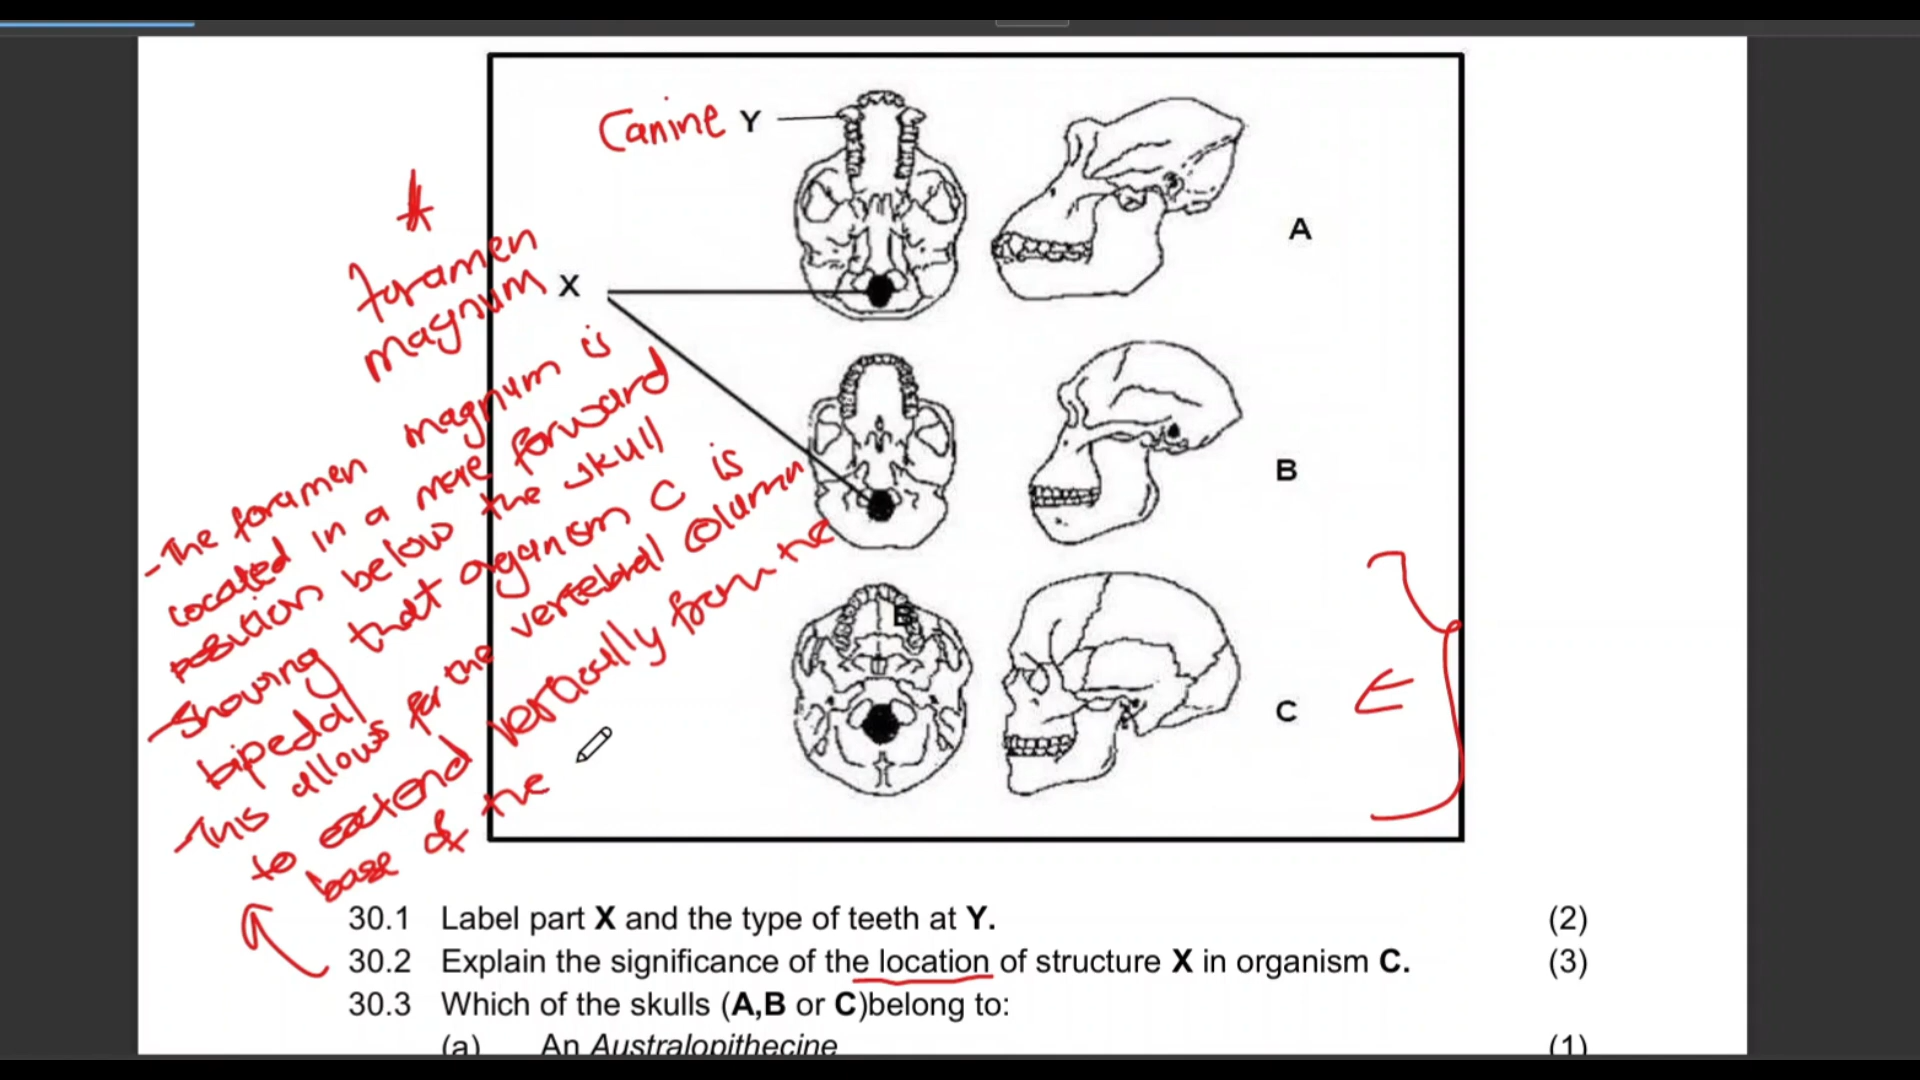 Canine Y
A
foramen
magnum
X
- The foramen magnum is
located in a more forward
position below the skull
- showing that organism C is
bipedal
- This allows for the vertebral column
to extend vertically from the
base of the
A
B
E
C
30.1 Label part X and the type of teeth at Y. (2)
30.2 Explain the significance of the location of structure X in organism C. (3)
30.3 Which of the skulls (A,B or C)belong to:
(a) An Australopithecine (1)